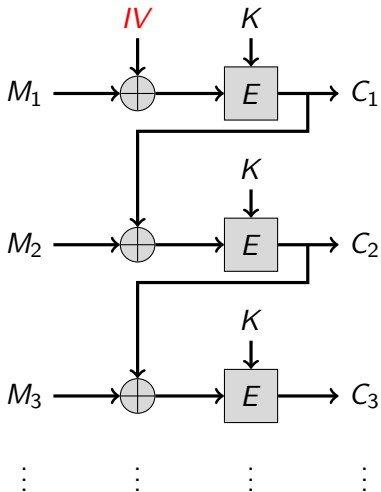 IV K
M₁ E C₁
K
M₂ E C₂
K
M₃ E C₃
⋮ ⋮ ⋮ ⋮